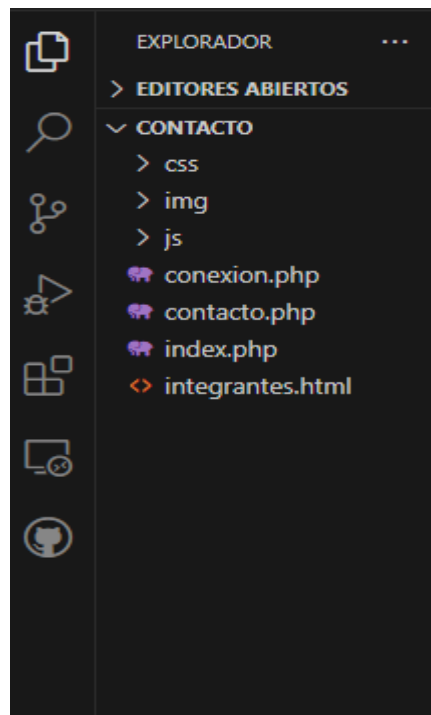 EXPLORADOR ...
> EDITORES ABIERTOS
CONTACTO
> css
> img
> js
conexion.php
contacto.php
index.php
<> integrantes.html